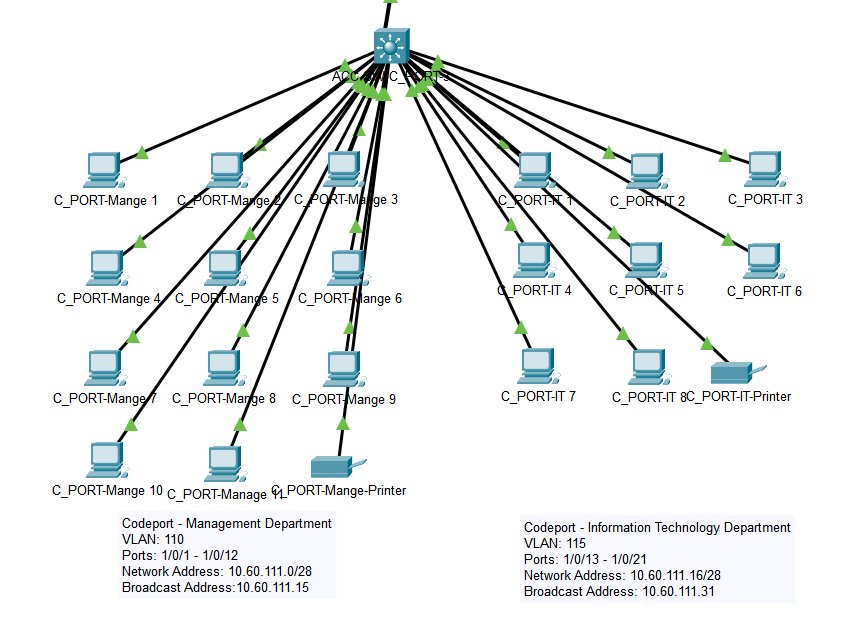 C_PORT-3
C_PORT-Mange 1
C_PORT-Mange 2
C_PORT-Mange 3
C_PORT-IT 1
C_PORT-IT 2
C_PORT-IT 3
C_PORT-Mange 4
C_PORT-Mange 5
C_PORT-Mange 6
C_PORT-IT 4
C_PORT-IT 5
C_PORT-IT 6
C_PORT-Mange 7
C_PORT-Mange 8
C_PORT-Mange 9
C_PORT-IT 7
C_PORT-IT 8
C_PORT-IT-Printer
C_PORT-Mange 10
C_PORT-Manage 11
C_PORT-Mange-Printer
Codeport - Management Department
VLAN: 110
Ports: 1/0/1 - 1/0/12
Network Address: 10.60.111.0/28
Broadcast Address:10.60.111.15
Codeport - Information Technology Department
VLAN: 115
Ports: 1/0/13 - 1/0/21
Network Address: 10.60.111.16/28
Broadcast Address: 10.60.111.31